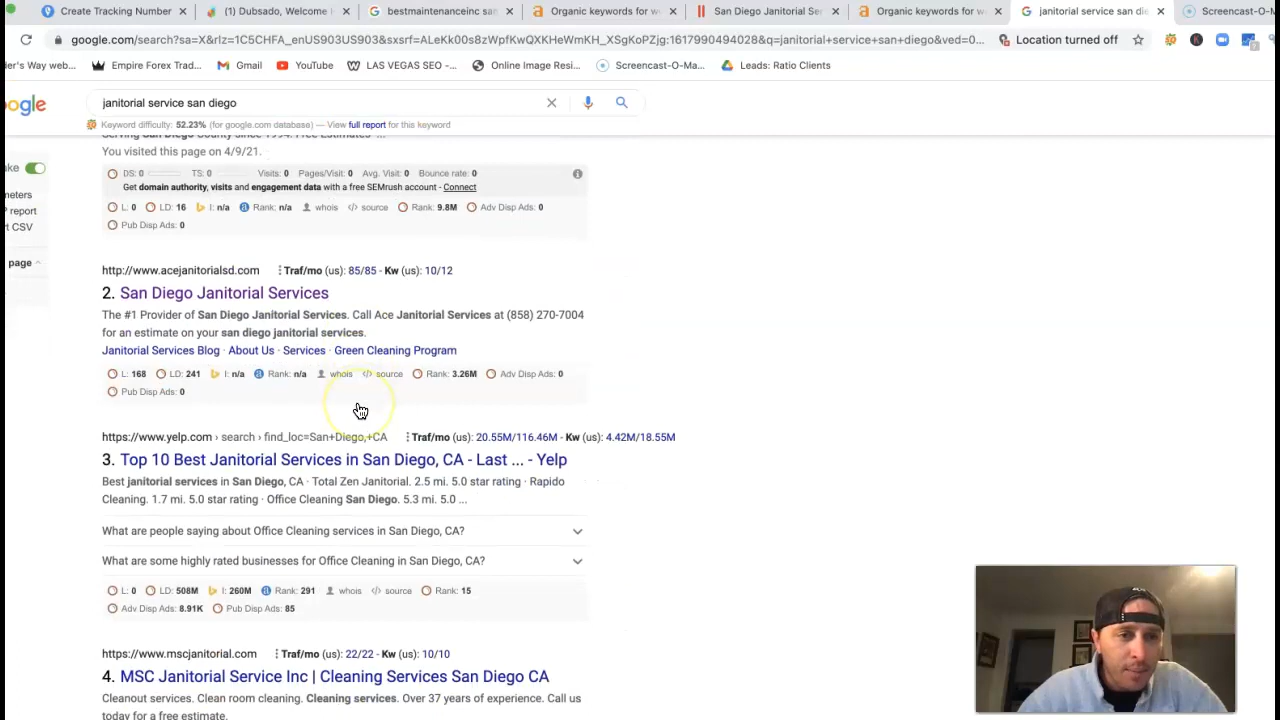 Create Tracking Number
(1) Dubsado, Welcome
bestmaintenanceinc
Organic keywords for w
San Diego Janitorial Servic
Organic keywords for w
janitorial service san die
Screencast-O-M
google.com/search?sa=X&rlz=1C5CHFA_enUS903US903&sxsrf=ALeKk00s8zWpfKwQXKHeWmKH_XSgKoPZjg:1617990494028&q=janitorial+service+san+diego&ved=0...
Location turned off
der's Way web...
Empire Forex Trad...
Gmail
YouTube
LAS VEGAS SEO -...
Online Image Resi...
Screencast-O-Ma...
Leads: Ratio Clients
ogle
janitorial service san diego
Keyword difficulty: 52.23% (for google.com database) — View full report for this keyword
Serving San Diego County since 1994. Free Estimates ...
You visited this page on 4/9/21.
DS: 0 TS: 0 Visits: 0 Pages/Visit: 0 Avg. Visit: 0 Bounce rate: 0
Get domain authority, visits and engagement data with a free SEMrush account - Connect
L: 0 LD: 16 I: n/a Rank: n/a whois source Rank: 9.8M Adv Disp Ads: 0
Pub Disp Ads: 0
ake
meters
P report
rt CSV
page
http://www.acejanitorialsd.com Traf/mo (us): 85/85 - Kw (us): 10/12
2. San Diego Janitorial Services
The #1 Provider of San Diego Janitorial Services. Call Ace Janitorial Services at (858) 270-7004
for an estimate on your san diego janitorial services.
Janitorial Services Blog · About Us · Services · Green Cleaning Program
L: 168 LD: 241 I: n/a Rank: n/a whois source Rank: 3.26M Adv Disp Ads: 0
Pub Disp Ads: 0
https://www.yelp.com › search › find_loc=San+Diego,+CA Traf/mo (us): 20.55M/116.46M - Kw (us): 4.42M/18.55M
3. Top 10 Best Janitorial Services in San Diego, CA - Last ... - Yelp
Best janitorial services in San Diego, CA · Total Zen Janitorial. 2.5 mi. 5.0 star rating · Rapido
Cleaning. 1.7 mi. 5.0 star rating · Office Cleaning San Diego. 5.3 mi. 5.0 ...
What are people saying about Office Cleaning services in San Diego, CA?
What are some highly rated businesses for Office Cleaning in San Diego, CA?
L: 0 LD: 508M I: 260M Rank: 291 whois source Rank: 15
Adv Disp Ads: 8.91K Pub Disp Ads: 85
https://www.mscjanitorial.com Traf/mo (us): 22/22 - Kw (us): 10/10
4. MSC Janitorial Service Inc | Cleaning Services San Diego CA
Cleanout services. Clean room cleaning. Cleaning services. Over 37 years of experience. Call us
today for a free estimate.